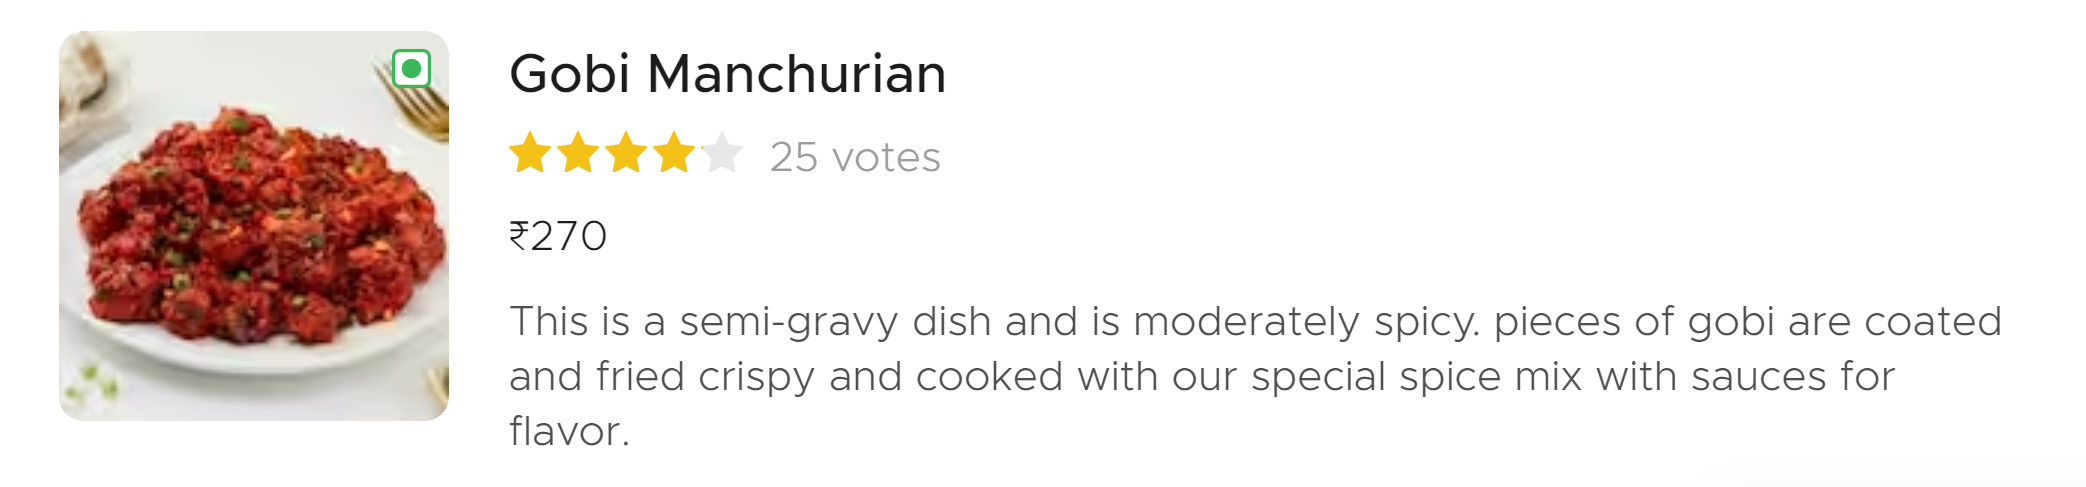 Gobi Manchurian
25 votes
₹270
This is a semi-gravy dish and is moderately spicy. pieces of gobi are coated
and fried crispy and cooked with our special spice mix with sauces for
flavor.